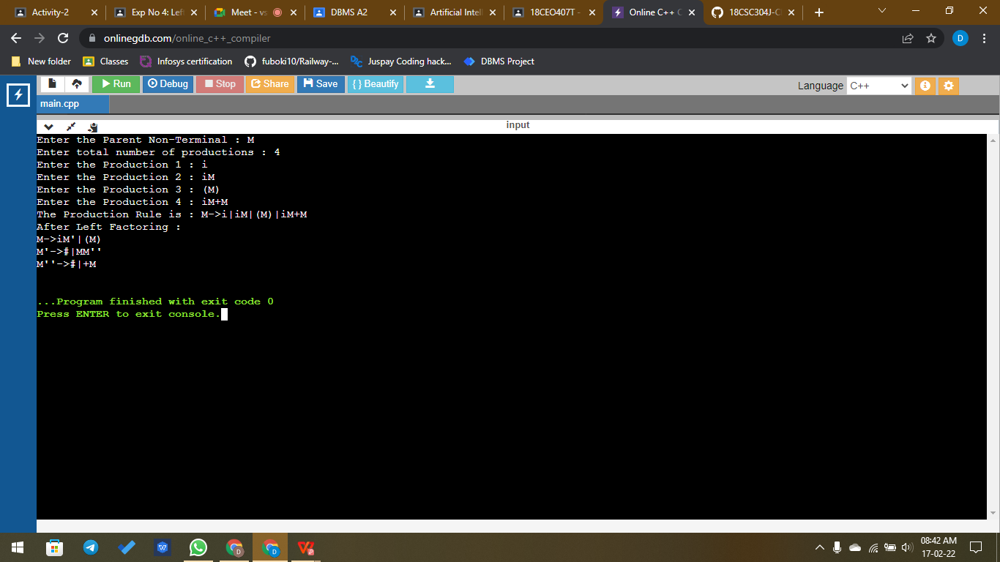 Activity-2
Exp No 4: Lef
Meet - vs
DBMS A2
Artificial Intell
18CEO407T -
Online C++ C
18CSC304J-C
onlinegdb.com/online_c++_compiler
D
New folder
Classes
Infosys certification
fuboki10/Railway-...
Juspay Coding hack...
DBMS Project
Run
Debug
Stop
Share
Save
{ } Beautify
Language
C++
main.cpp
input
Enter the Parent Non-Terminal : M
Enter total number of productions : 4
Enter the Production 1 : i
Enter the Production 2 : iM
Enter the Production 3 : (M)
Enter the Production 4 : iM+M
The Production Rule is : M->i|iM|(M)|iM+M
After Left Factoring :
M->iM'|(M)
M'->#|MM''
M''->#|+M
...Program finished with exit code 0
Press ENTER to exit console.
D
D
08:42 AM
17-02-22